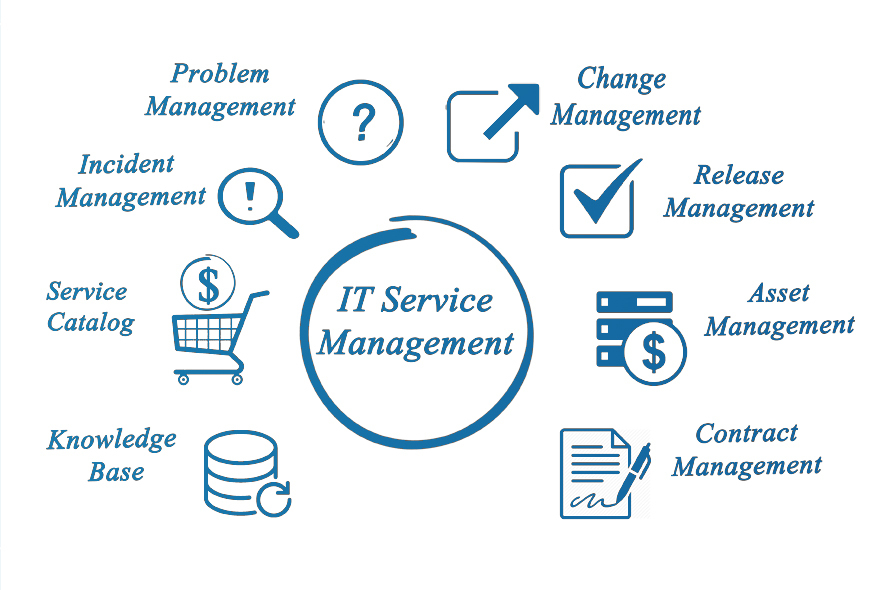 Problem
Management
?
Change
Management
Incident
Management
!
Release
Management
Service
Catalog
$
IT Service
Management
Asset
Management
$
Knowledge
Base
Contract
Management